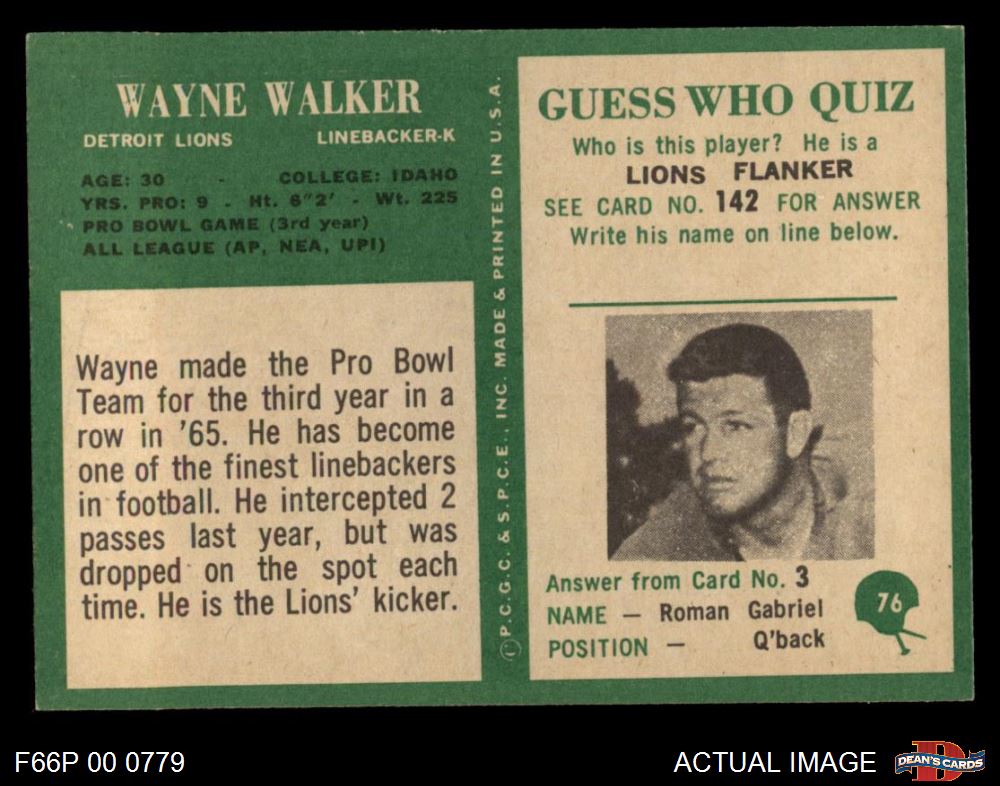 WAYNE WALKER
DETROIT LIONS LINEBACKER-K
AGE: 30 - COLLEGE: IDAHO
YRS. PRO: 9 - Ht. 6"2' - Wt. 225
PRO BOWL GAME (3rd year)
ALL LEAGUE (AP, NEA, UPI)
Wayne made the Pro Bowl
Team for the third year in a
row in '65. He has become
one of the finest linebackers
in football. He intercepted 2
passes last year, but was
dropped on the spot each
time. He is the Lions' kicker.
©P.C.G.C. & S.P.C.E., INC. MADE & PRINTED IN U.S.A.
GUESS WHO QUIZ
Who is this player? He is a
LIONS FLANKER
SEE CARD NO. 142 FOR ANSWER
Write his name on line below.
Answer from Card No. 3
NAME — Roman Gabriel
POSITION — Q'back
76
F66P 00 0779
ACTUAL IMAGE
D
DEAN'S CARDS